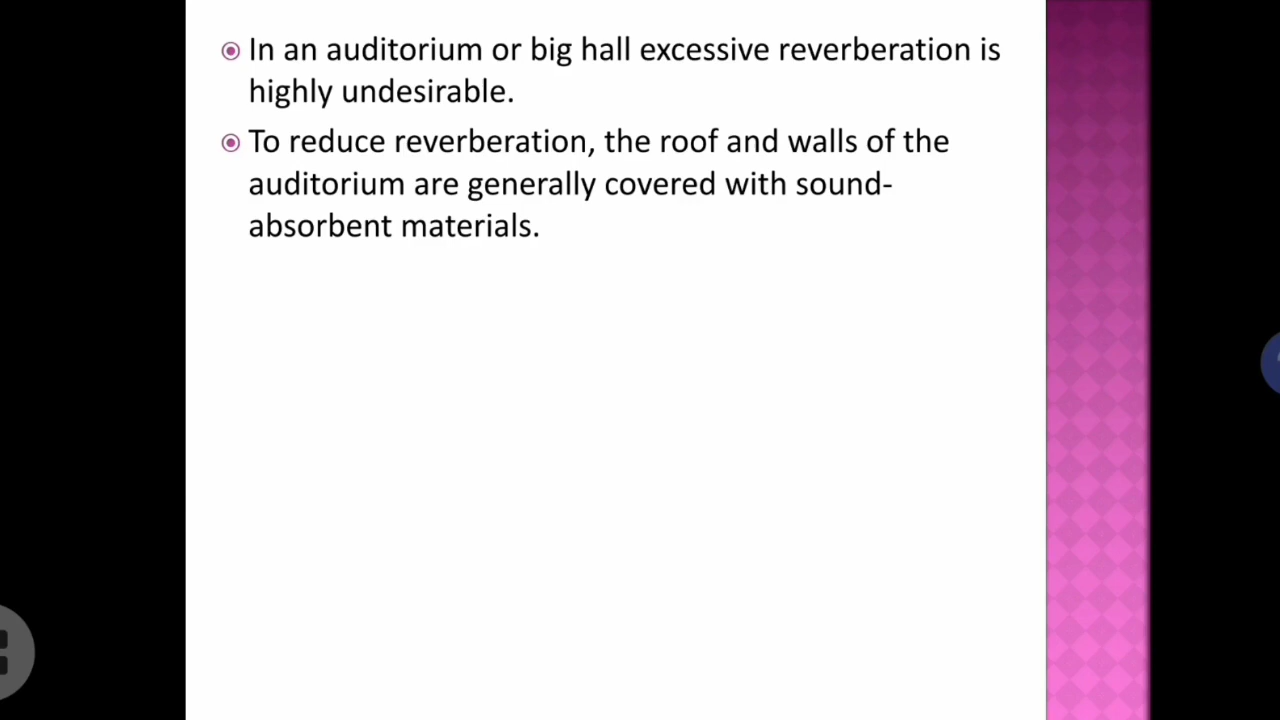 In an auditorium or big hall excessive reverberation is
highly undesirable.
To reduce reverberation, the roof and walls of the
auditorium are generally covered with sound-
absorbent materials.